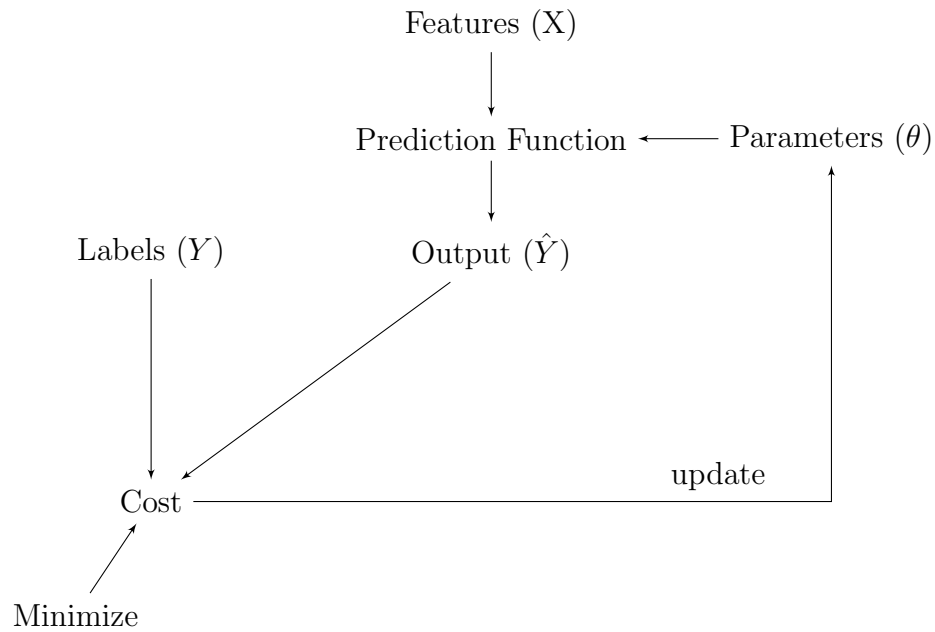 Features (X)
Prediction Function
Parameters (θ)
Labels (Y)
Output (Ŷ)
update
Cost
Minimize